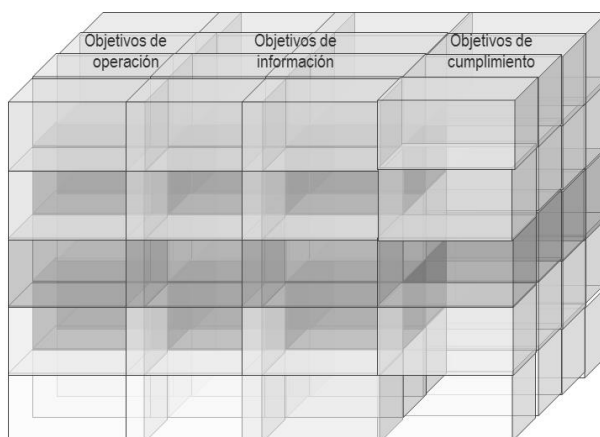 Objetivos de
operación
Objetivos de
información
Objetivos de
cumplimiento